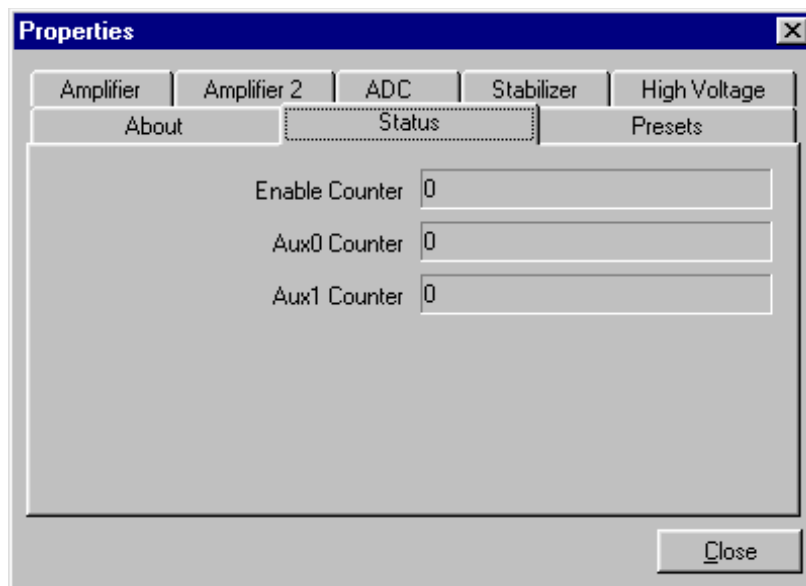 Properties
Amplifier Amplifier 2 ADC Stabilizer High Voltage
About Status Presets
Enable Counter 0
Aux0 Counter 0
Aux1 Counter 0
Close